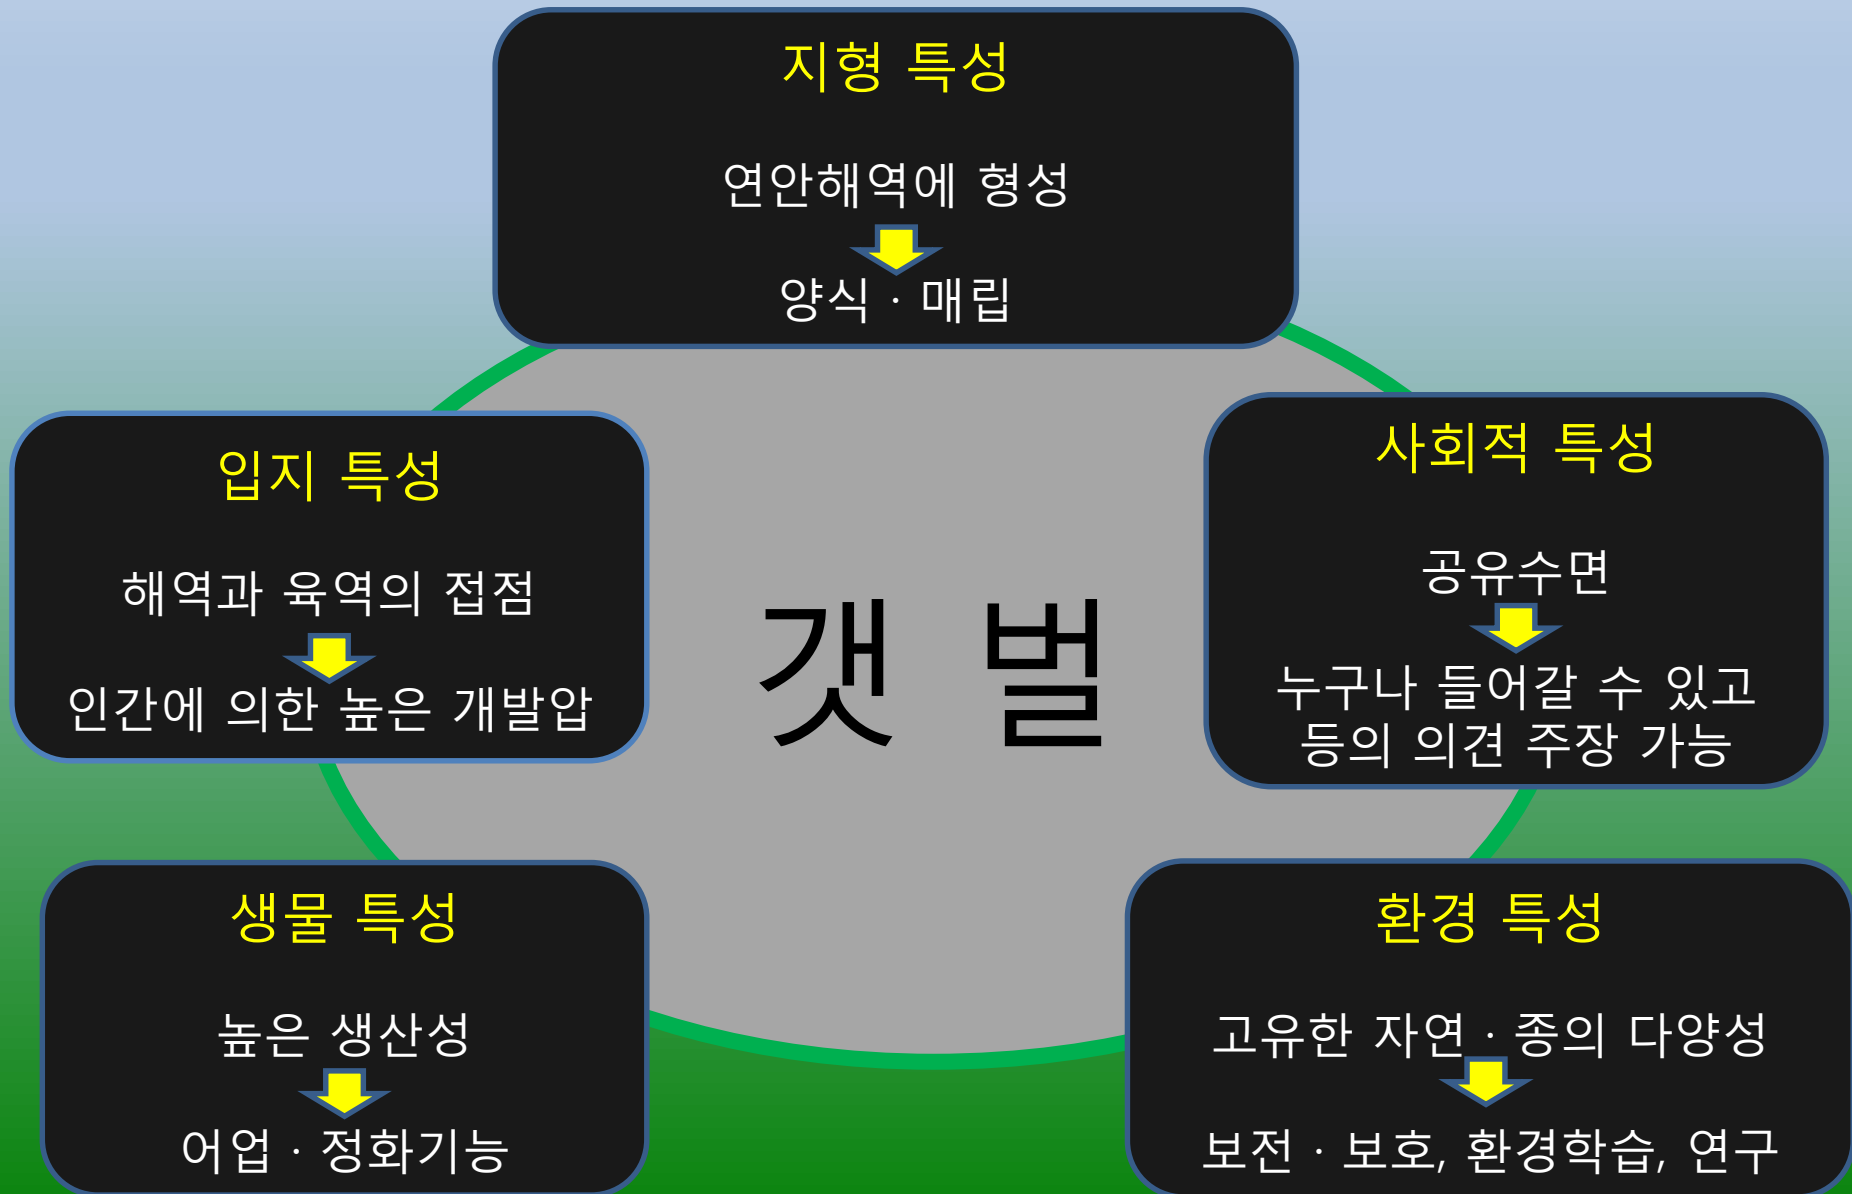 지형 특성
연안해역에 형성
양식 · 매립
입지 특성
해역과 육역의 접점
인간에 의한 높은 개발압
사회적 특성
공유수면
누구나 들어갈 수 있고
등의 의견 주장 가능
갯 벌
생물 특성
높은 생산성
어업 · 정화기능
환경 특성
고유한 자연 · 종의 다양성
보전 · 보호, 환경학습, 연구